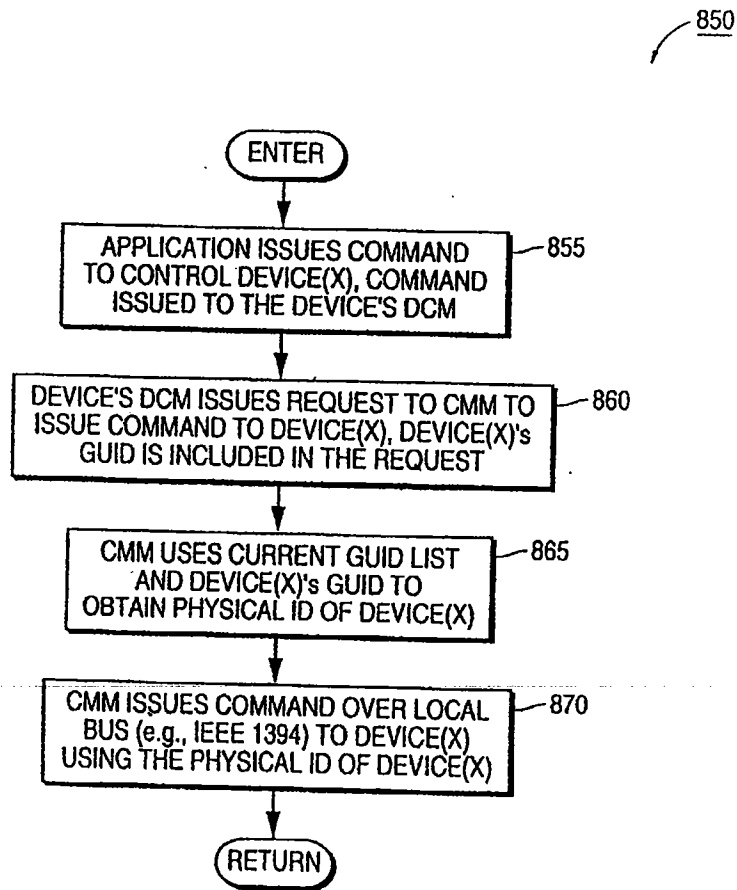 850
ENTER
APPLICATION ISSUES COMMAND
TO CONTROL DEVICE(X), COMMAND
ISSUED TO THE DEVICE'S DCM
855
DEVICE'S DCM ISSUES REQUEST TO CMM TO
ISSUE COMMAND TO DEVICE(X), DEVICE(X)'s
GUID IS INCLUDED IN THE REQUEST
860
CMM USES CURRENT GUID LIST
AND DEVICE(X)'s GUID TO
OBTAIN PHYSICAL ID OF DEVICE(X)
865
CMM ISSUES COMMAND OVER LOCAL
BUS (e.g., IEEE 1394) TO DEVICE(X)
USING THE PHYSICAL ID OF DEVICE(X)
870
RETURN